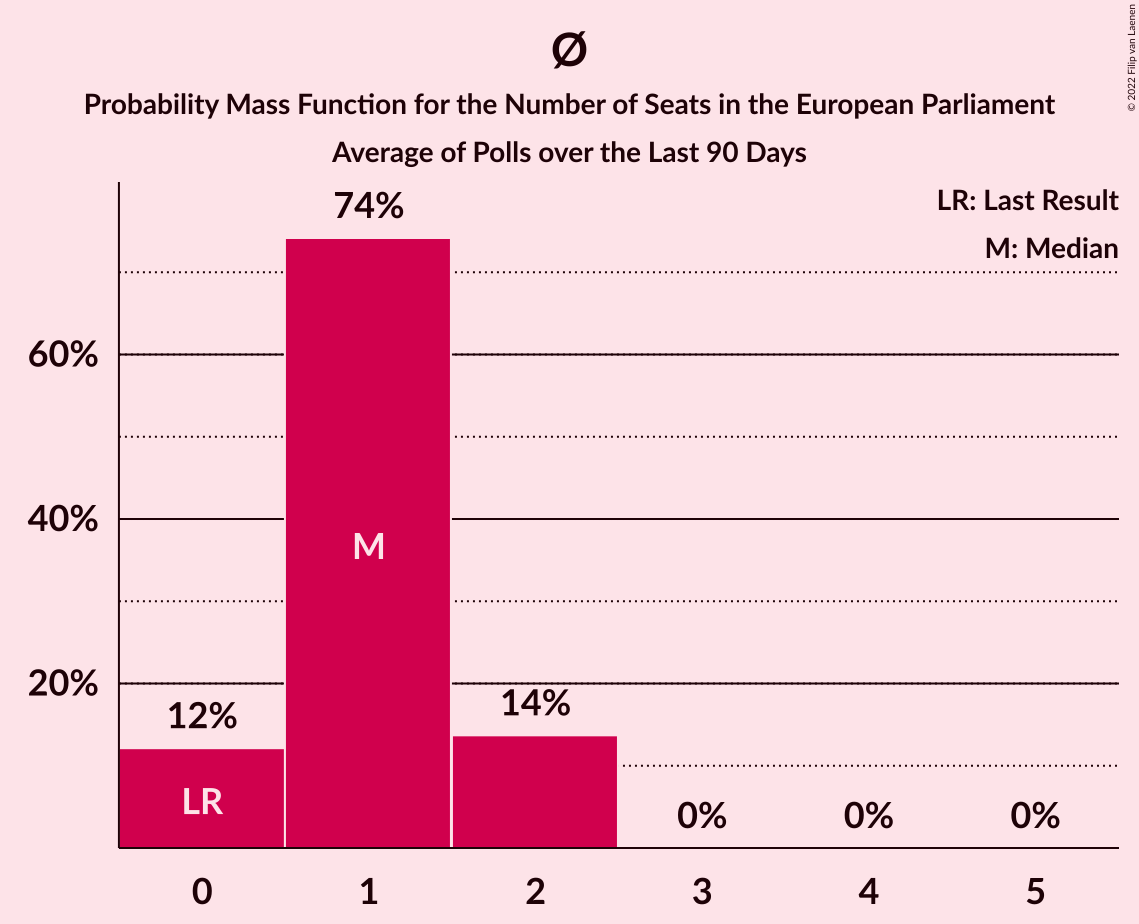 Ø
Probability Mass Function for the Number of Seats in the European Parliament
Average of Polls over the Last 90 Days
© 2022 Filip van Laenen
LR: Last Result
M: Median
74%
60%
40%
20%
M
12%
14%
LR
0%
0%
0%
0
1
2
3
4
5